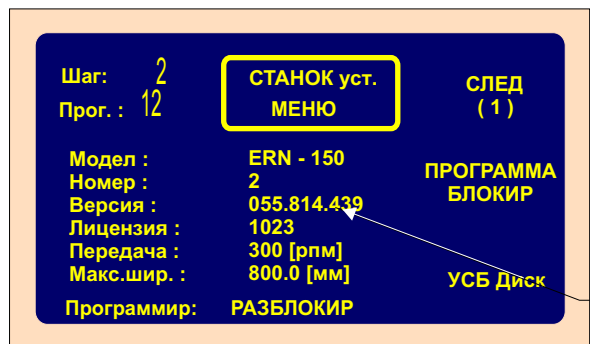 Шаг: 2
Прог. : 12
СТАНОК уст.
МЕНЮ
СЛЕД
( 1 )
Модел : ERN - 150
Номер : 2
Версия : 055.814.439
Лицензия : 1023
Передача : 300 [рпм]
Макс.шир. : 800.0 [мм]
ПРОГРАММА
БЛОКИР
УСБ Диск
Программир: РАЗБЛОКИР